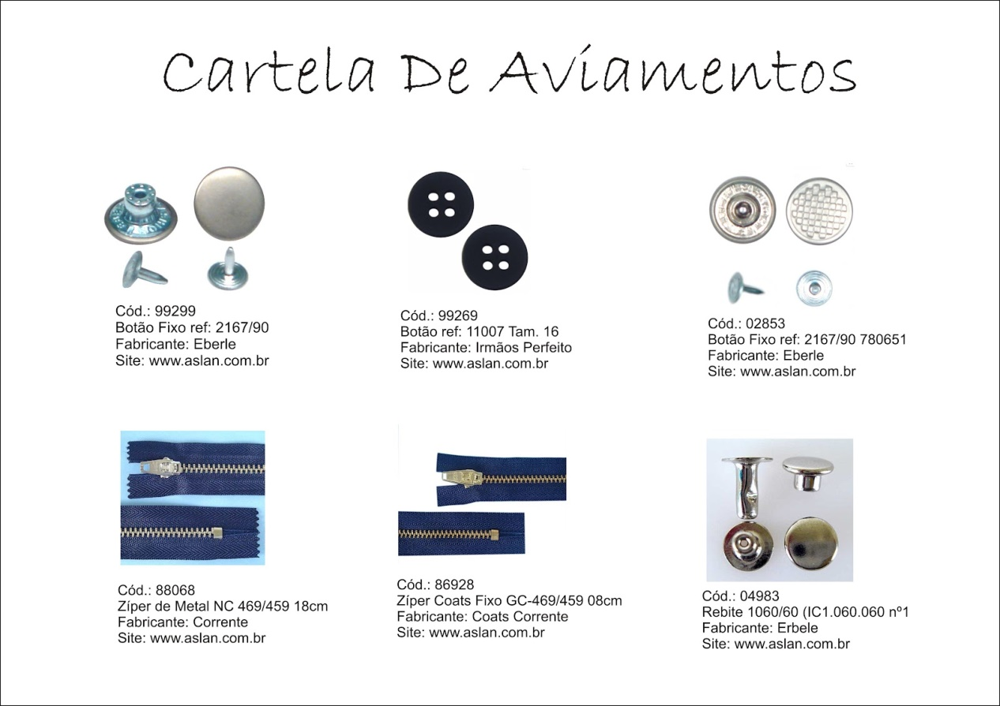 Cartela De Aviamentos
Cód.: 99299
Botão Fixo ref: 2167/90
Fabricante: Eberle
Site: www.aslan.com.br
Cód.: 99269
Botão ref: 11007 Tam. 16
Fabricante: Irmãos Perfeito
Site: www.aslan.com.br
Cód.: 02853
Botão Fixo ref: 2167/90 780651
Fabricante: Eberle
Site: www.aslan.com.br
Cód.: 88068
Zíper de Metal NC 469/459 18cm
Fabricante: Corrente
Site: www.aslan.com.br
Cód.: 86928
Zíper Coats Fixo GC-469/459 08cm
Fabricante: Coats Corrente
Site: www.aslan.com.br
Cód.: 04983
Rebite 1060/60 (IC1.060.060 nº1
Fabricante: Erbele
Site: www.aslan.com.br